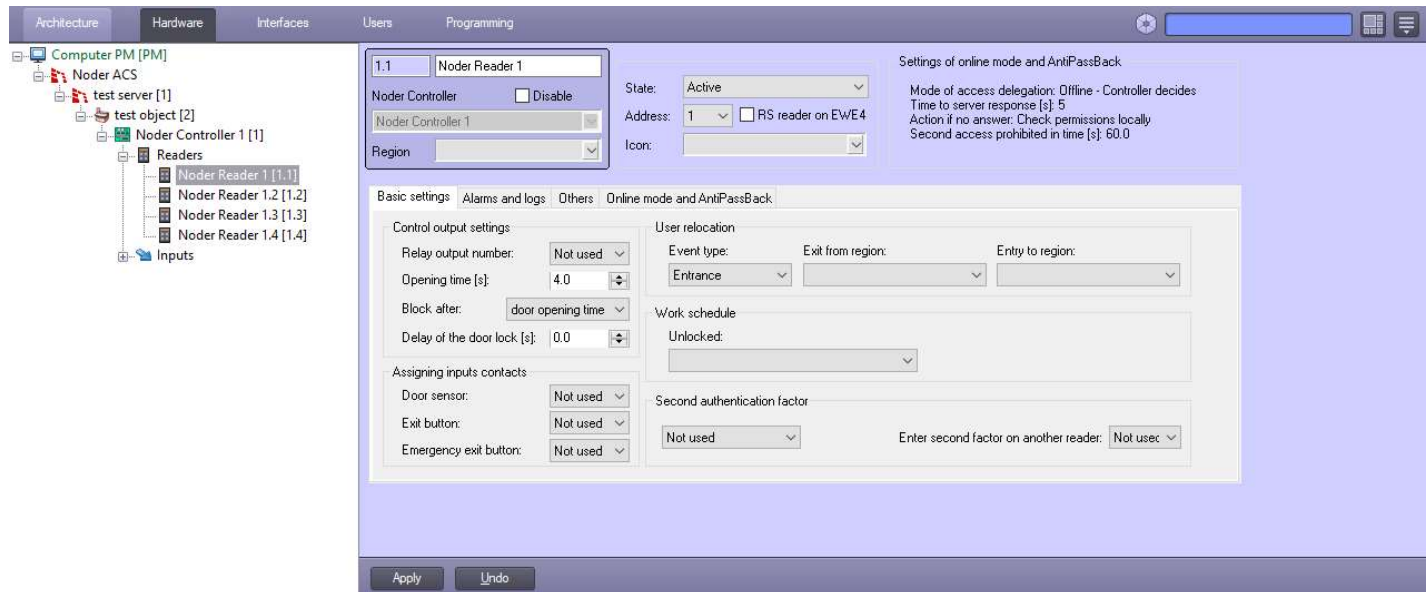 Architecture Hardware Interfaces Users Programming
Computer PM [PM]
Noder ACS
test server [1]
test object [2]
Noder Controller 1 [1]
Readers
Noder Reader 1 [1.1]
Noder Reader 1.2 [1.2]
Noder Reader 1.3 [1.3]
Noder Reader 1.4 [1.4]
Inputs
1.1 Noder Reader 1
Noder Controller Disable
Noder Controller 1
Region
State: Active
Address: 1 RS reader on EWE4
Icon:
Settings of online mode and AntiPassBack
Mode of access delegation: Offline - Controller decides
Time to server response [s]: 5
Action if no answer: Check permissions locally
Second access prohibited in time [s]: 60.0
Basic settings Alarms and logs Others Online mode and AntiPassBack
Control output settings
Relay output number: Not used
Opening time [s]: 4.0
Block after: door opening time
Delay of the door lock [s]: 0.0
Assigning inputs contacts
Door sensor: Not used
Exit button: Not used
Emergency exit button: Not used
User relocation
Event type: Exit from region: Entry to region:
Entrance
Work schedule
Unlocked:
Second authentication factor
Not used Enter second factor on another reader: Not usec
Apply Undo